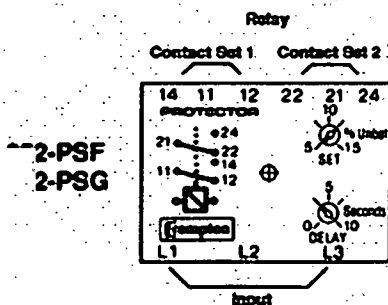 Relay
Contact Set 1 Contact Set 2
14 11 12 22 21 24
PROTECTOR
10
% Unbal
5 15
SET
24
21
22
14
11
12
2-PSF
2-PSG
5
Seconds
0 10
DELAY
Crompton
L1 L2 L3
Input